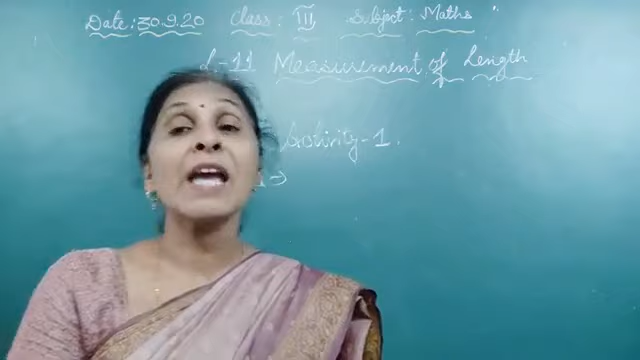 Date: 30.9.20 Class: III Subject: Maths
L-11 Measurement of Length
Activity-1.